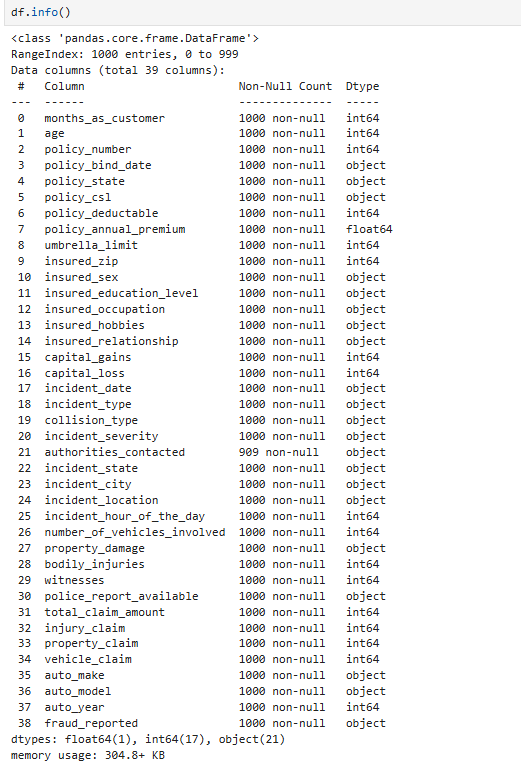 df.info()
<class 'pandas.core.frame.DataFrame'>
RangeIndex: 1000 entries, 0 to 999
Data columns (total 39 columns):
 #   Column                       Non-Null Count  Dtype
---  ------                       --------------  -----
 0   months_as_customer           1000 non-null   int64
 1   age                          1000 non-null   int64
 2   policy_number                1000 non-null   int64
 3   policy_bind_date             1000 non-null   object
 4   policy_state                 1000 non-null   object
 5   policy_csl                   1000 non-null   object
 6   policy_deductable            1000 non-null   int64
 7   policy_annual_premium        1000 non-null   float64
 8   umbrella_limit               1000 non-null   int64
 9   insured_zip                  1000 non-null   int64
 10  insured_sex                  1000 non-null   object
 11  insured_education_level      1000 non-null   object
 12  insured_occupation           1000 non-null   object
 13  insured_hobbies              1000 non-null   object
 14  insured_relationship         1000 non-null   object
 15  capital_gains                1000 non-null   int64
 16  capital_loss                 1000 non-null   int64
 17  incident_date                1000 non-null   object
 18  incident_type                1000 non-null   object
 19  collision_type               1000 non-null   object
 20  incident_severity            1000 non-null   object
 21  authorities_contacted        909 non-null    object
 22  incident_state               1000 non-null   object
 23  incident_city                1000 non-null   object
 24  incident_location            1000 non-null   object
 25  incident_hour_of_the_day     1000 non-null   int64
 26  number_of_vehicles_involved  1000 non-null   int64
 27  property_damage              1000 non-null   object
 28  bodily_injuries              1000 non-null   int64
 29  witnesses                    1000 non-null   int64
 30  police_report_available      1000 non-null   object
 31  total_claim_amount           1000 non-null   int64
 32  injury_claim                 1000 non-null   int64
 33  property_claim               1000 non-null   int64
 34  vehicle_claim                1000 non-null   int64
 35  auto_make                    1000 non-null   object
 36  auto_model                   1000 non-null   object
 37  auto_year                    1000 non-null   int64
 38  fraud_reported               1000 non-null   object
dtypes: float64(1), int64(17), object(21)
memory usage: 304.8+ KB